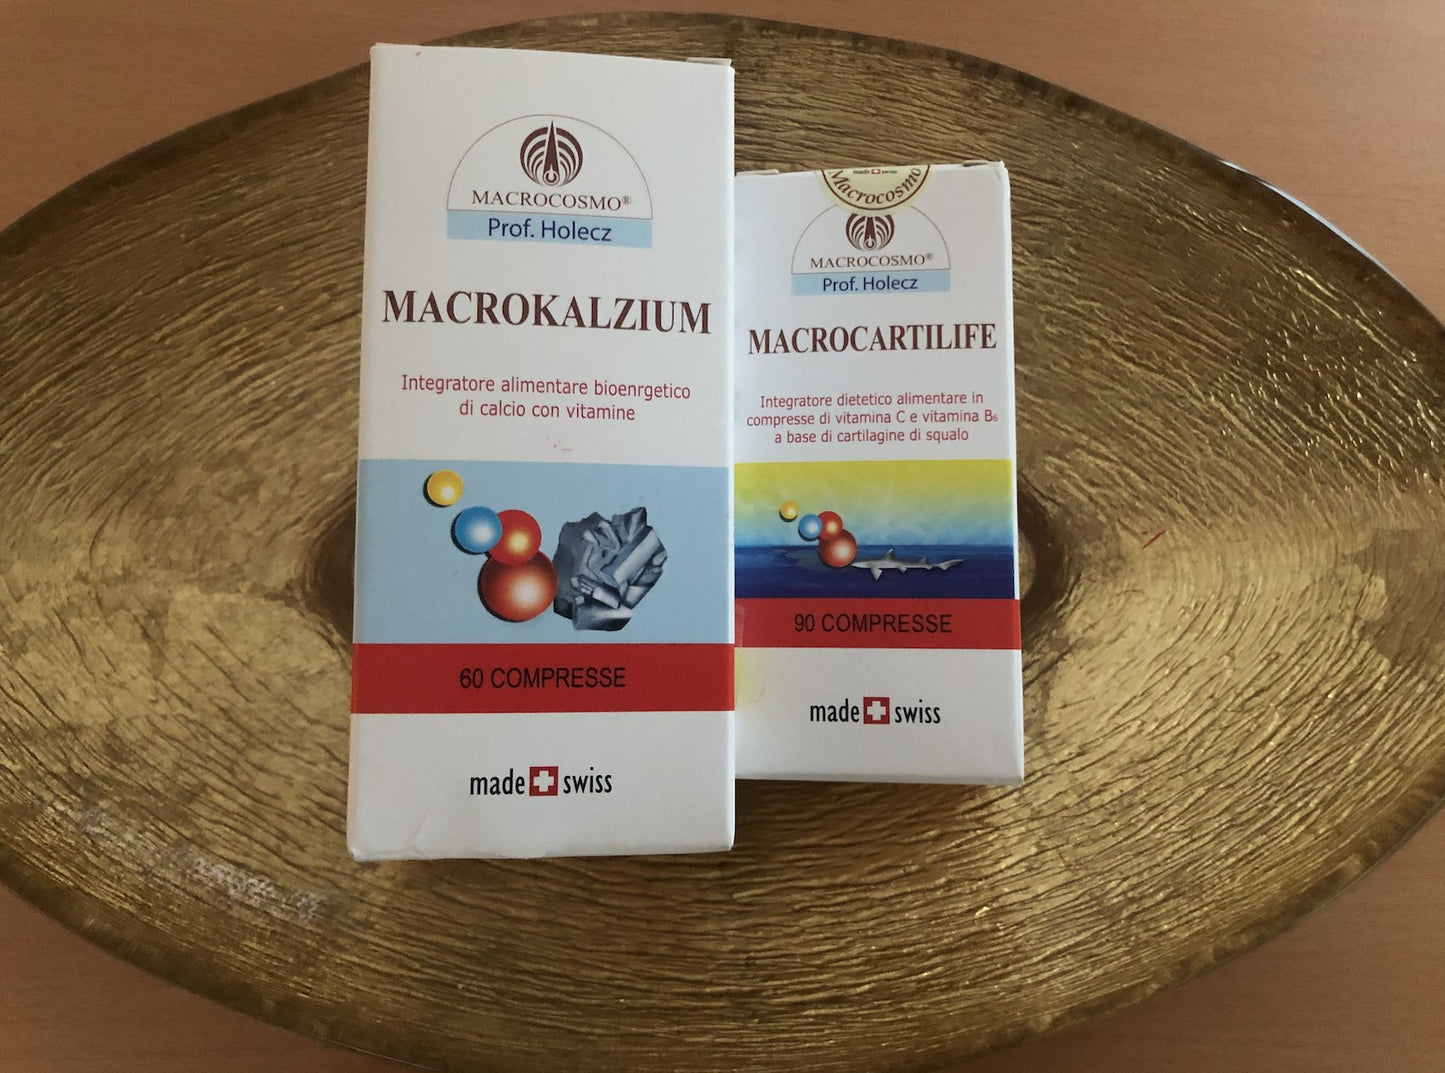 MACROCOSMO®
Prof. Holecz
MACROKALZIUM
Integratore alimentare bioenrgetico
di calcio con vitamine
60 COMPRESSE
made swiss
made swiss
Macrocosmo
MACROCOSMO®
Prof. Holecz
MACROCARTILIFE
Integratore dietetico alimentare in
compresse di vitamina C e vitamina B₆
a base di cartilagine di squalo
90 COMPRESSE
made swiss